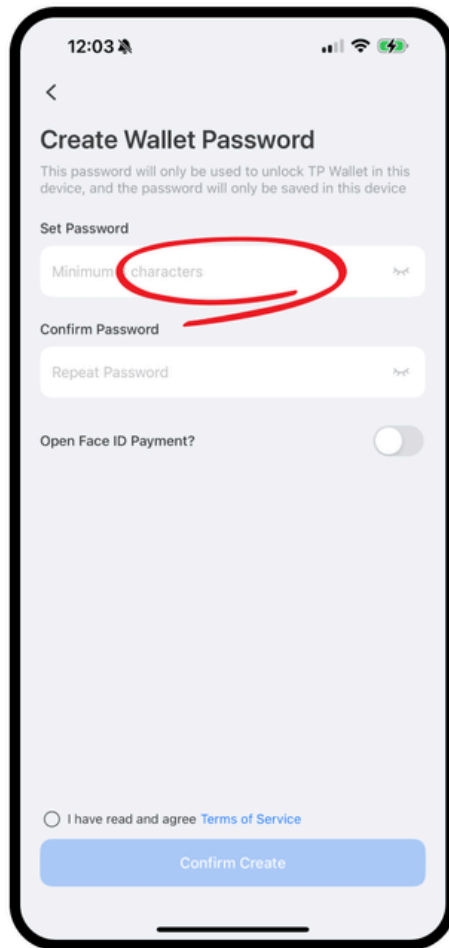 12:03
Create Wallet Password
This password will only be used to unlock TP Wallet in this
device, and the password will only be saved in this device
Set Password
Minimum characters
Confirm Password
Repeat Password
Open Face ID Payment?
I have read and agree Terms of Service
Confirm Create